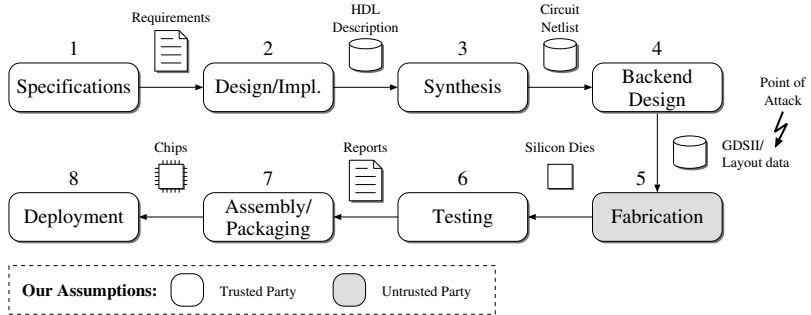 Requirements
HDL
Description
Circuit
Netlist
1
2
3
4
Specifications
Design/Impl.
Synthesis
Backend
Design
Point of
Attack
GDSII/
Layout data
Chips
Reports
Silicon Dies
8
7
6
5
Deployment
Assembly/
Packaging
Testing
Fabrication
Our Assumptions:
Trusted Party
Untrusted Party